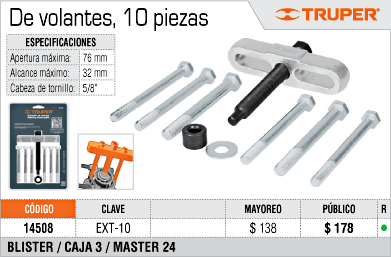 De volantes, 10 piezas
TRUPER
ESPECIFICACIONES
Apertura máxima: 76 mm
Alcance máximo: 32 mm
Cabeza de tornillo: 5/8"
CÓDIGO CLAVE MAYOREO PÚBLICO R
14508 EXT-10 $ 138 $ 178
BLISTER / CAJA 3 / MASTER 24